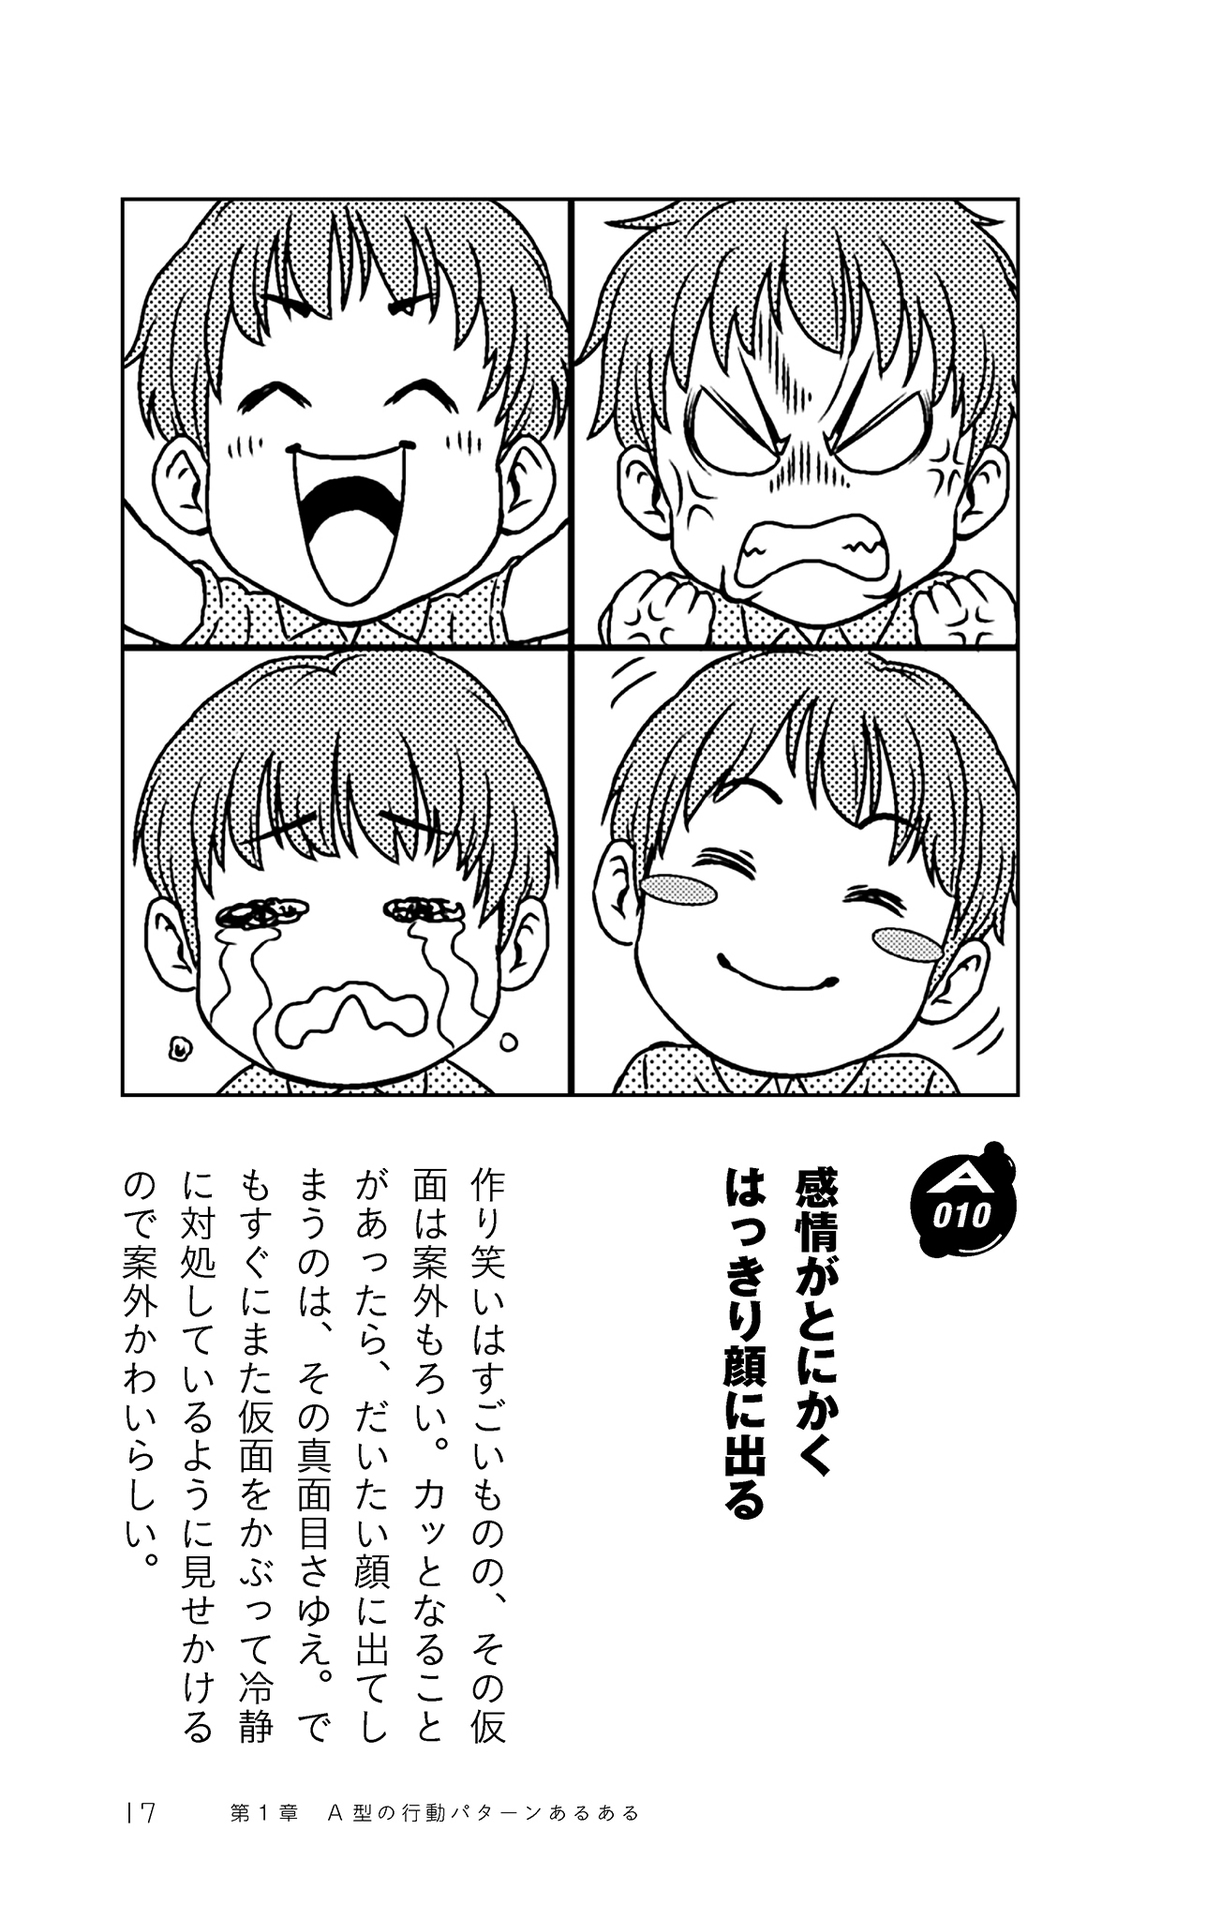 A
010
感情がとにかく
はっきり顔に出る
作り笑いはすごいものの、その仮
面は案外もろい。カッとなること
があったら、だいたい顔に出てし
まうのは、その真面目さゆえ。で
もすぐにまた仮面をかぶって冷静
に対処しているように見せかける
ので案外かわいらしい。
17 第1章 A型の行動パターンあるある